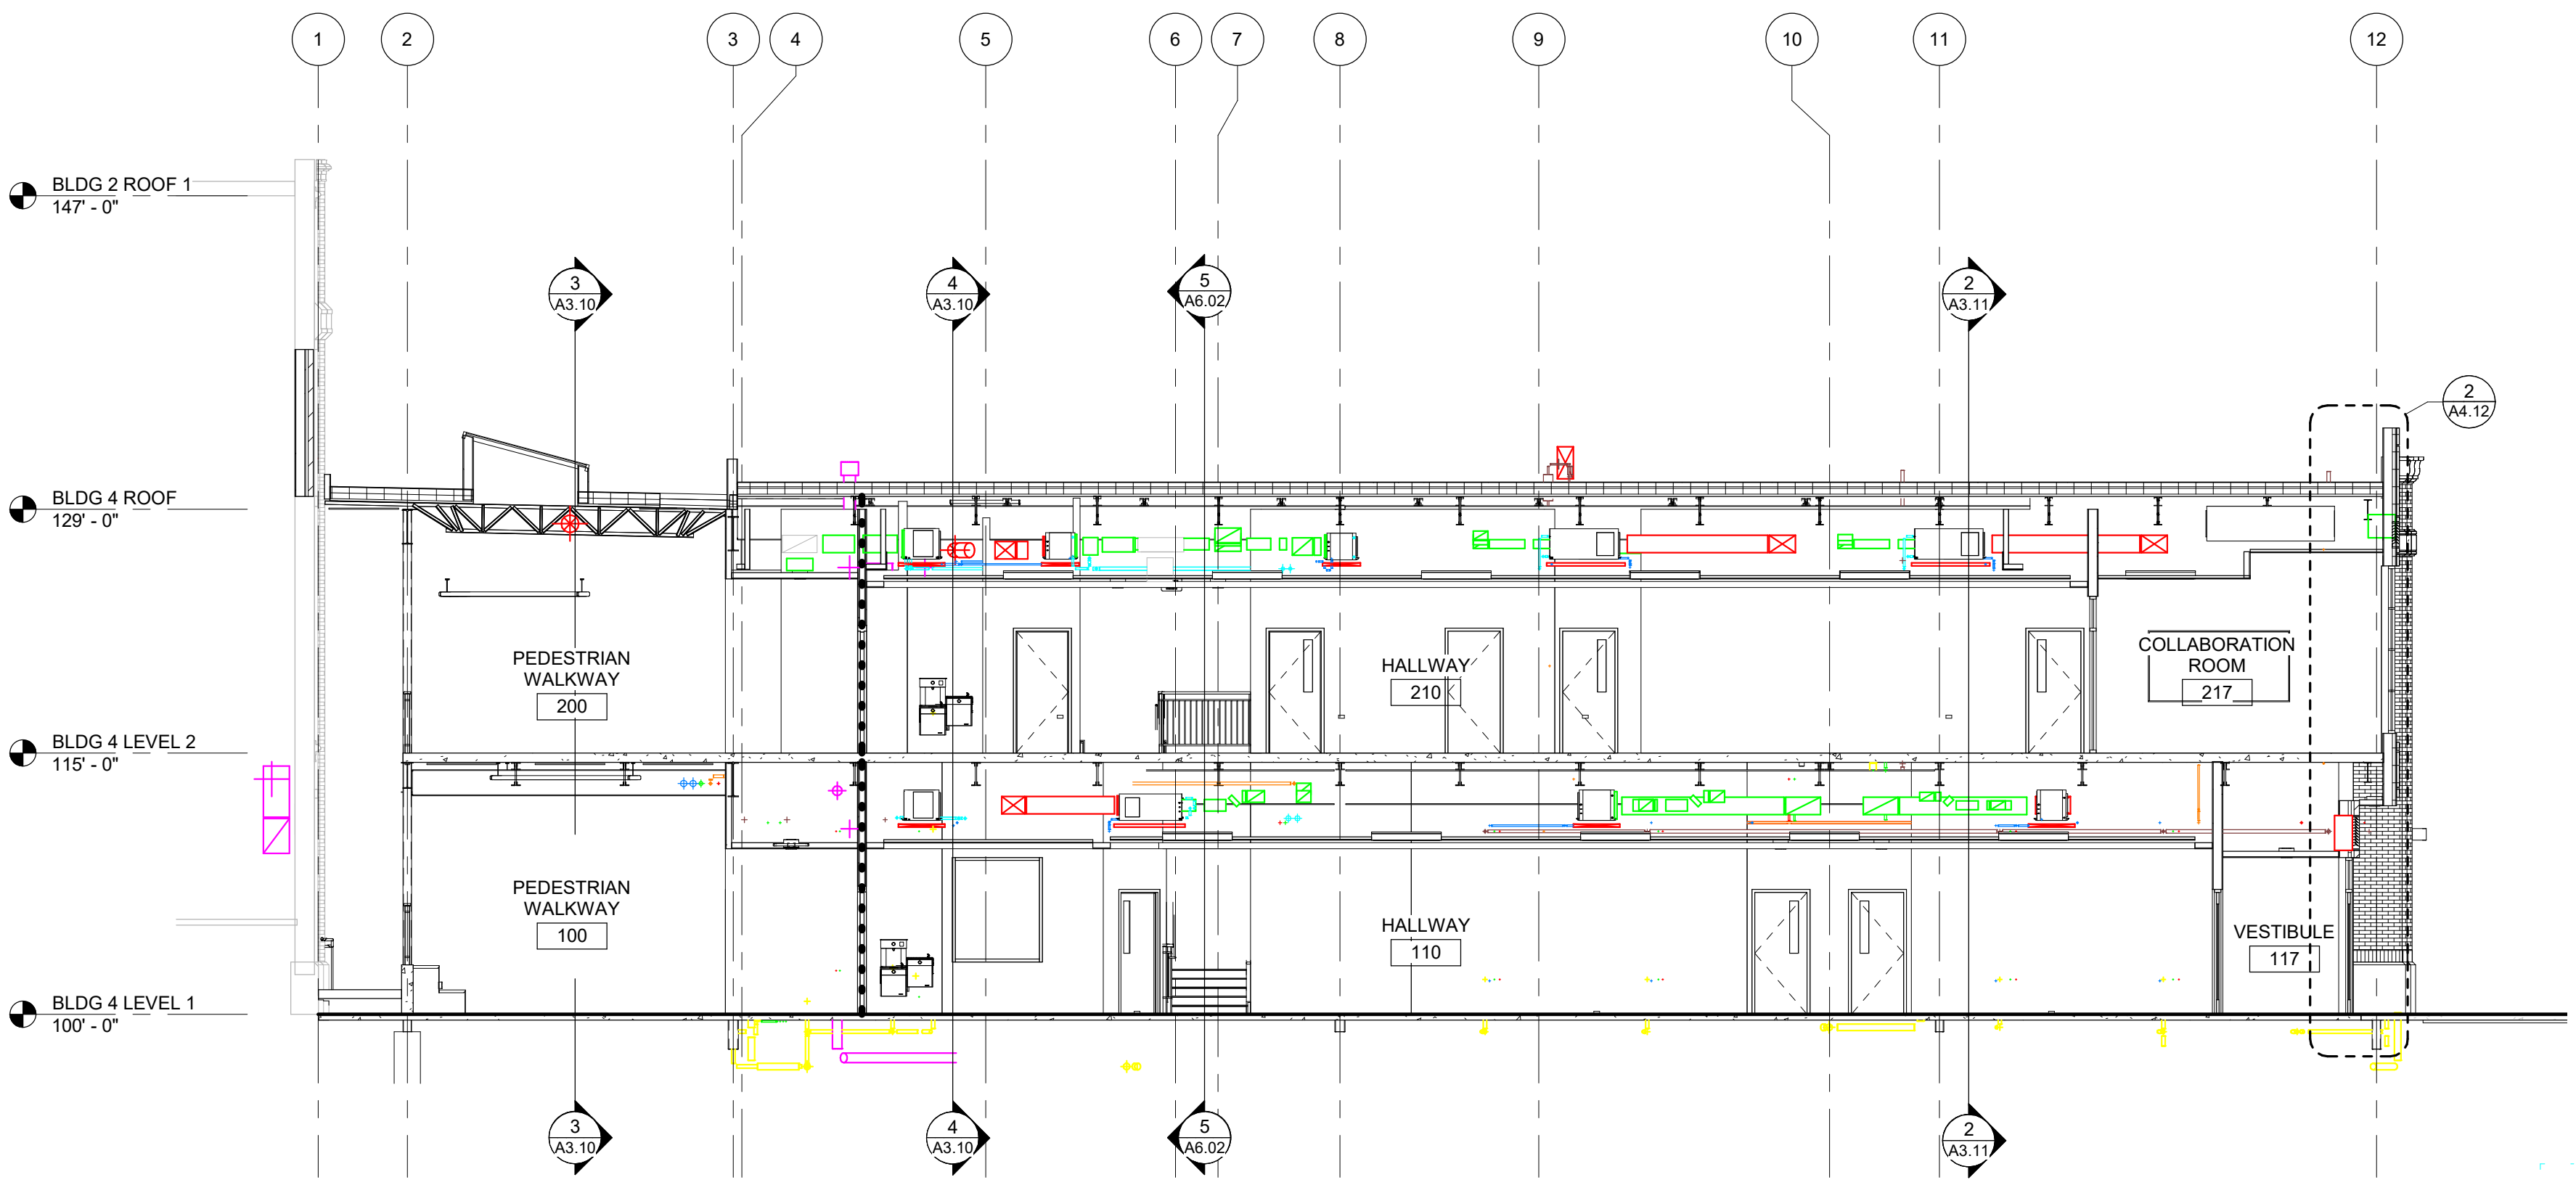 1 2 3 4 5 6 7 8 9 10 11 12
BLDG 2 ROOF 1
147' - 0"
3
A3.10
4
A3.10
5
A6.02
2
A3.11
2
A4.12
BLDG 4 ROOF
129' - 0"
PEDESTRIAN
WALKWAY
200
HALLWAY
210
COLLABORATION
ROOM
217
BLDG 4 LEVEL 2
115' - 0"
PEDESTRIAN
WALKWAY
100
HALLWAY
110
VESTIBULE
117
BLDG 4 LEVEL 1
100' - 0"
3
A3.10
4
A3.10
5
A6.02
2
A3.11